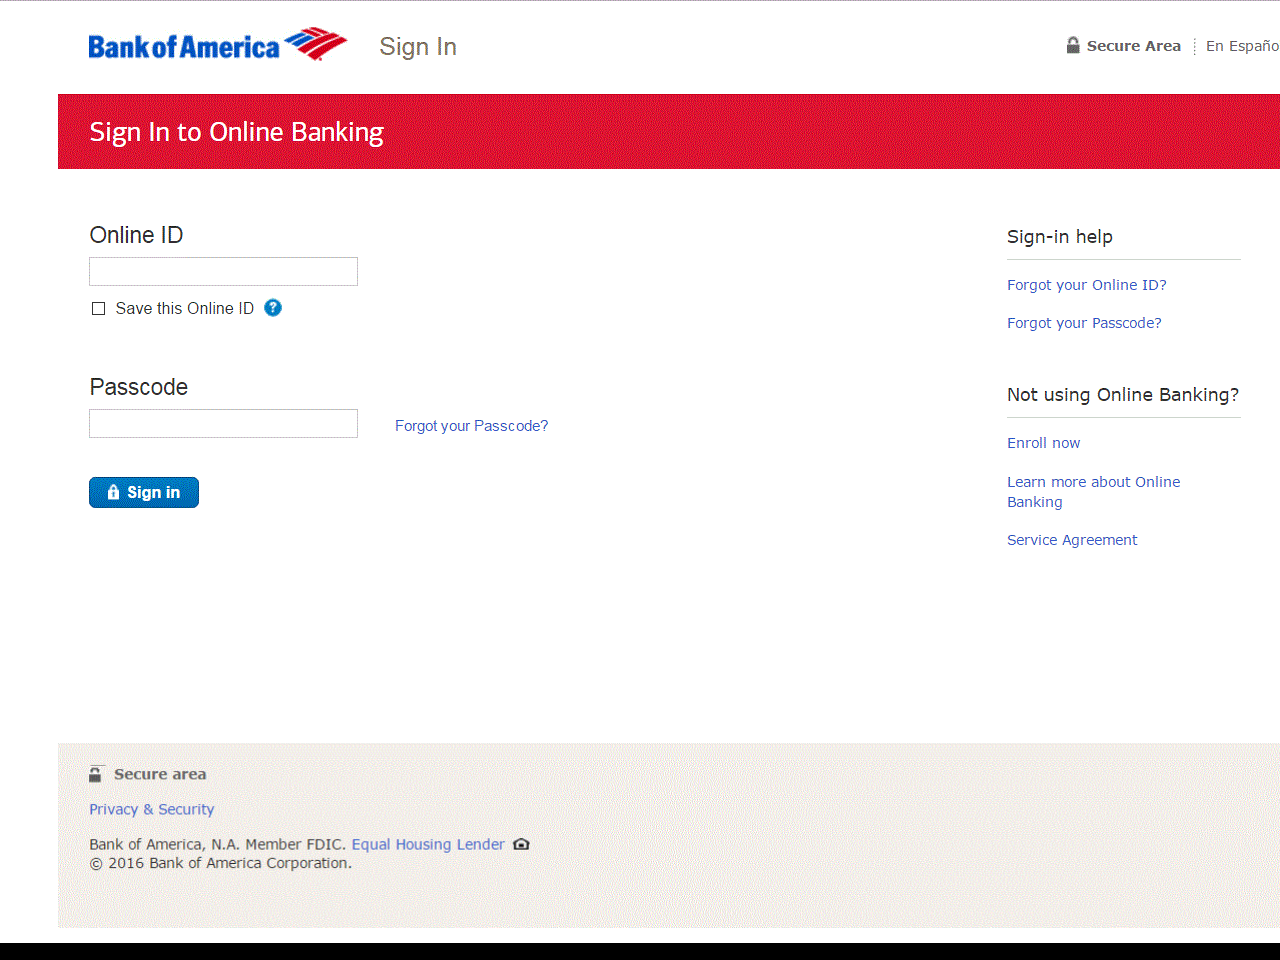 Bank of America Sign In
Secure Area En Españo
Sign In to Online Banking
Online ID
Save this Online ID ?
Passcode
Forgot your Passcode?
Sign in
Sign-in help
Forgot your Online ID?
Forgot your Passcode?
Not using Online Banking?
Enroll now
Learn more about Online
Banking
Service Agreement
Secure area
Privacy & Security
Bank of America, N.A. Member FDIC. Equal Housing Lender
© 2016 Bank of America Corporation.